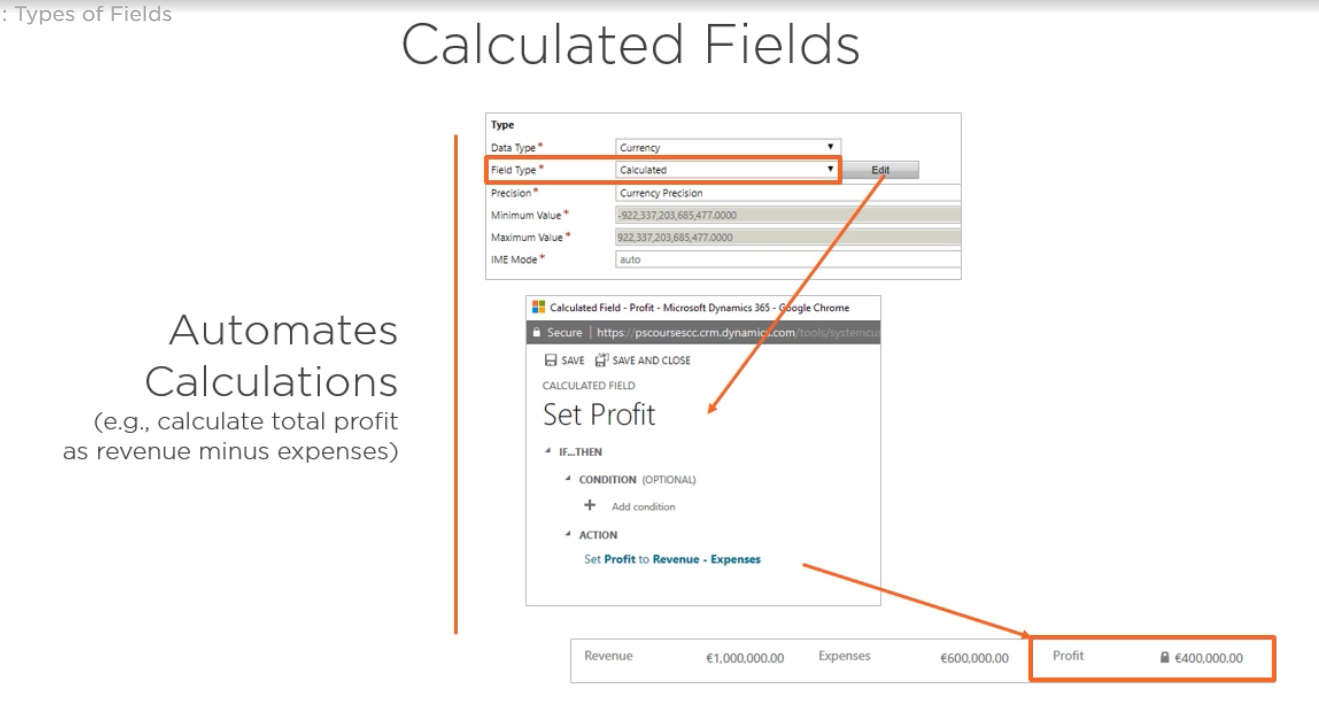 : Types of Fields
Calculated Fields
Type
Data Type * Currency
Field Type * Calculated Edit
Precision * Currency Precision
Minimum Value * -922,337,203,685,477.0000
Maximum Value * 922,337,203,685,477.0000
IME Mode * auto
Automates
Calculations
(e.g., calculate total profit
as revenue minus expenses)
Calculated Field - Profit - Microsoft Dynamics 365 - Google Chrome
Secure | https://pscoursescc.crm.dynamics.com/tools/systemcu
SAVE SAVE AND CLOSE
CALCULATED FIELD
Set Profit
IF...THEN
CONDITION (OPTIONAL)
+ Add condition
ACTION
Set Profit to Revenue - Expenses
Revenue €1,000,000.00 Expenses €600,000.00 Profit €400,000.00